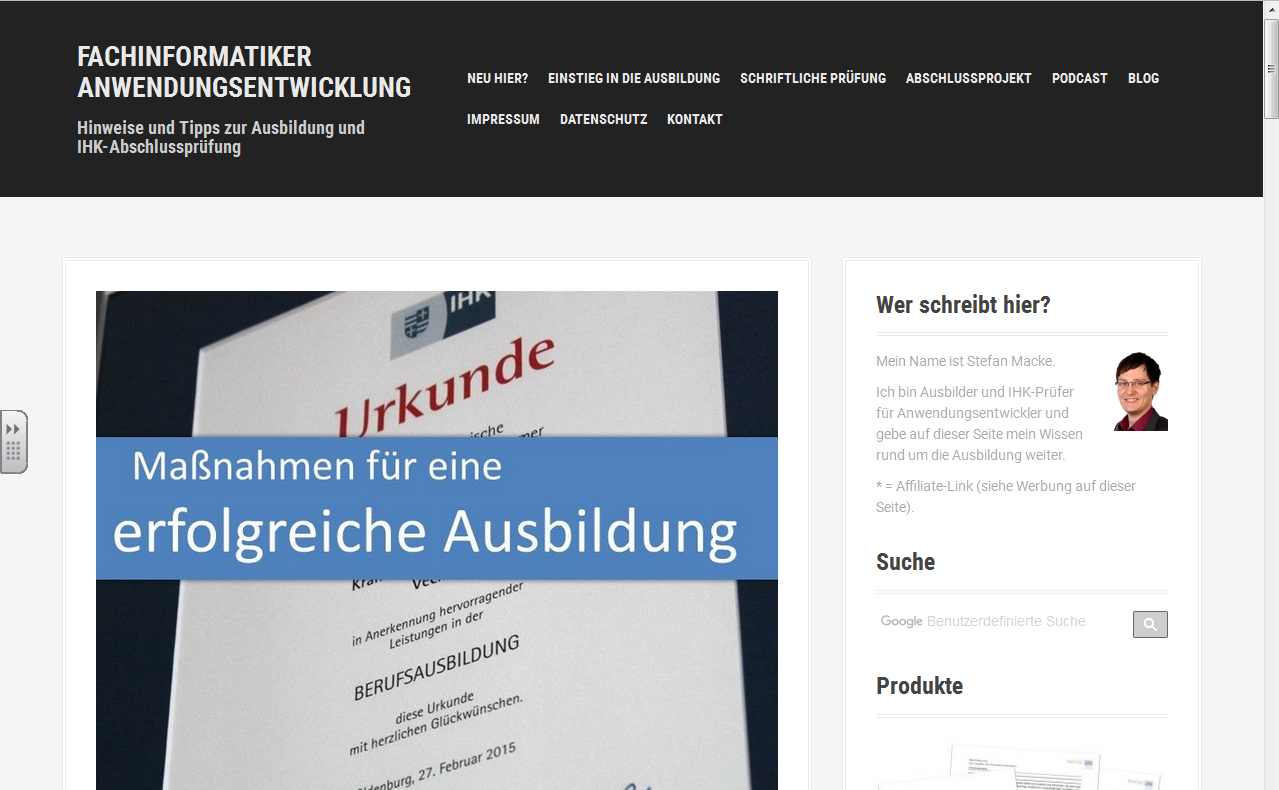 FACHINFORMATIKER
ANWENDUNGSENTWICKLUNG
Hinweise und Tipps zur Ausbildung und
IHK-Abschlussprüfung
NEU HIER?
EINSTIEG IN DIE AUSBILDUNG
SCHRIFTLICHE PRÜFUNG
ABSCHLUSSPROJEKT
PODCAST
BLOG
IMPRESSUM
DATENSCHUTZ
KONTAKT
IHK
Urkunde
Maßnahmen für eine
erfolgreiche Ausbildung
in Anerkennung hervorragender
Leistungen in der
BERUFSAUSBILDUNG
diese Urkunde
mit herzlichen Glückwünschen.
27. Februar 2015
Wer schreibt hier?
Mein Name ist Stefan Macke.
Ich bin Ausbilder und IHK-Prüfer
für Anwendungsentwickler und
gebe auf dieser Seite mein Wissen
rund um die Ausbildung weiter.
* = Affiliate-Link (siehe Werbung auf dieser
Seite).
Suche
Google Benutzerdefinierte Suche
Produkte